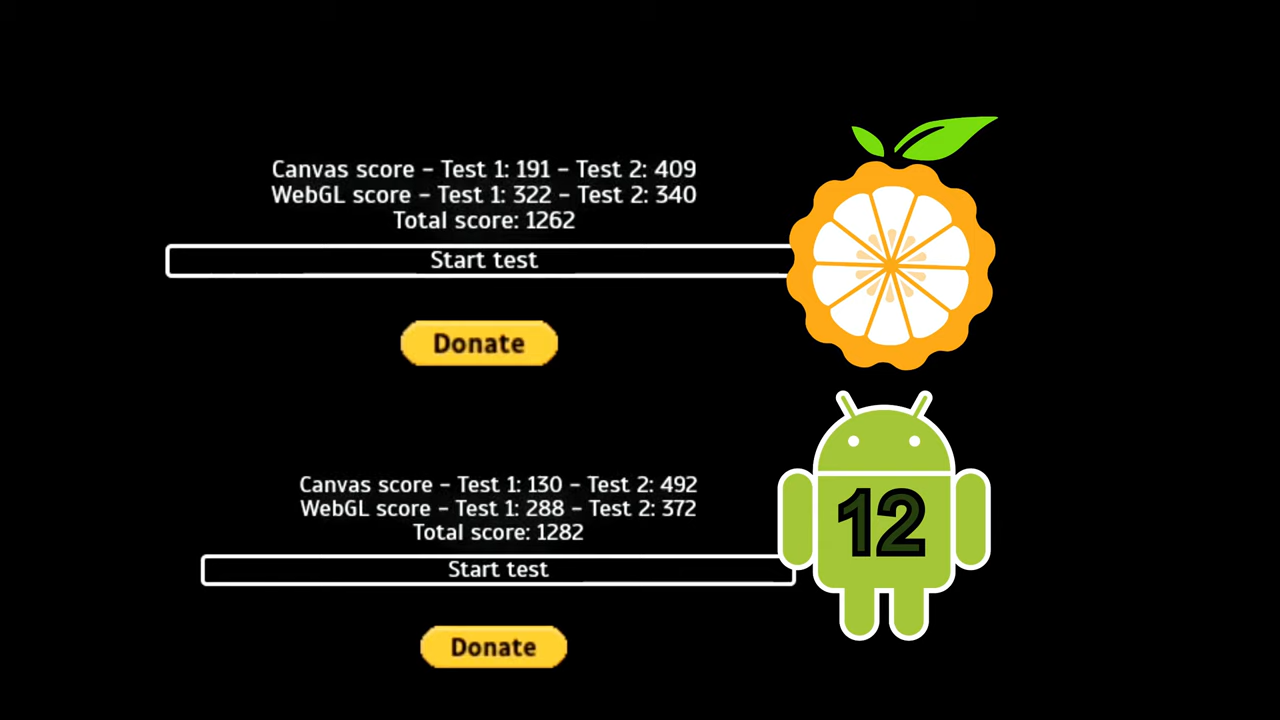 Canvas score – Test 1: 191 – Test 2: 409
WebGL score – Test 1: 322 – Test 2: 340
Total score: 1262
Start test
Donate
Canvas score – Test 1: 130 – Test 2: 492
WebGL score – Test 1: 288 – Test 2: 372
Total score: 1282
Start test
Donate
12